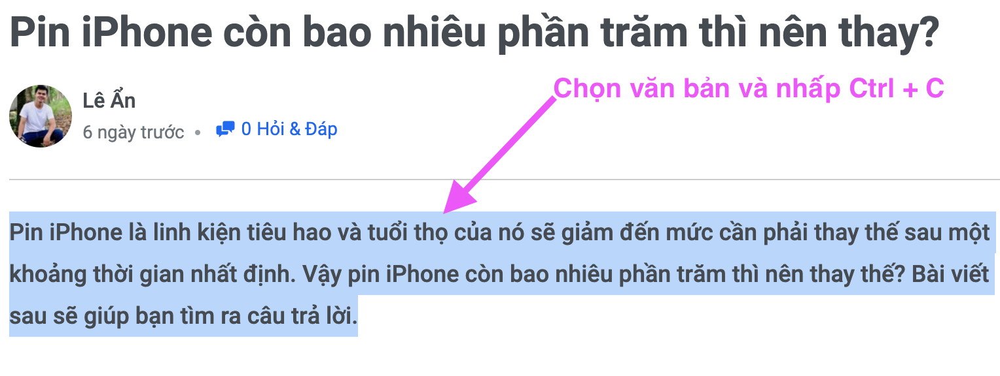 Pin iPhone còn bao nhiêu phần trăm thì nên thay?
Chọn văn bản và nhấp Ctrl + C
Lê Ẩn
6 ngày trước • 0 Hỏi & Đáp
Pin iPhone là linh kiện tiêu hao và tuổi thọ của nó sẽ giảm đến mức cần phải thay thế sau một
khoảng thời gian nhất định. Vậy pin iPhone còn bao nhiêu phần trăm thì nên thay thế? Bài viết
sau sẽ giúp bạn tìm ra câu trả lời.